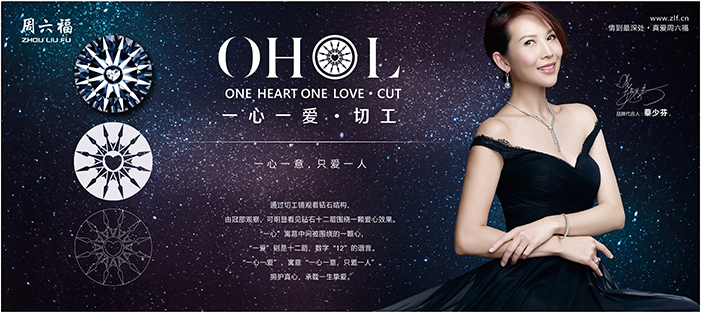 周六福
ZHOU LIU FU
OHOL
ONE HEART ONE LOVE·CUT
一心一爱·切工
一心一意,只爱一人
通过切工镜观看钻石结构,
由冠部观察,可明显看见钻石十二箭围绕一颗爱心效果。
“一心”寓意中间被围绕的一颗心,
“一爱”则是十二箭,数字“12”的谐音,
“一心一爱”,寓意“一心一意,只爱一人”。
拥护真心,承载一生挚爱。
www.zlf.cn
情到最深处·真爱周六福
品牌代言人:蔡少芬